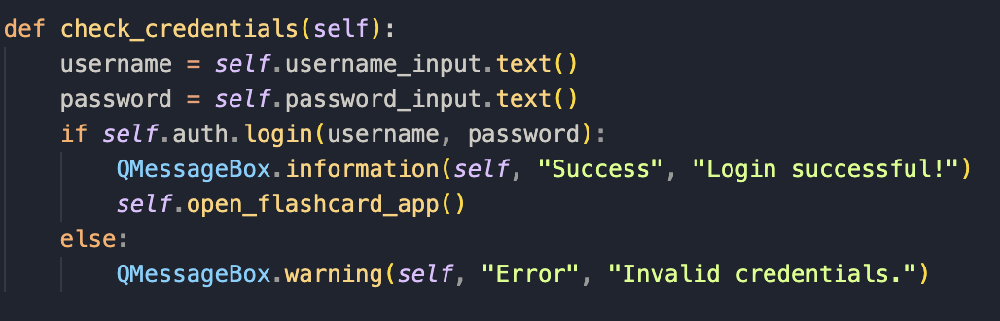 def check_credentials(self):
    username = self.username_input.text()
    password = self.password_input.text()
    if self.auth.login(username, password):
        QMessageBox.information(self, "Success", "Login successful!")
        self.open_flashcard_app()
    else:
        QMessageBox.warning(self, "Error", "Invalid credentials.")